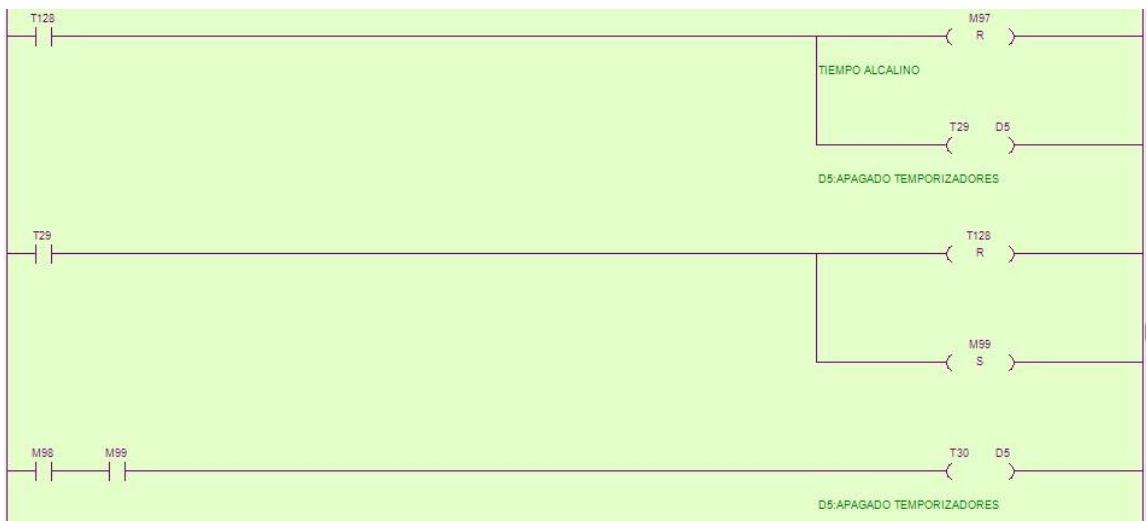 T128
M97
R
TIEMPO ALCALINO
T29 D5
D5:APAGADO TEMPORIZADORES
T29
T128
R
M99
S
M98 M99
T30 D5
D5:APAGADO TEMPORIZADORES